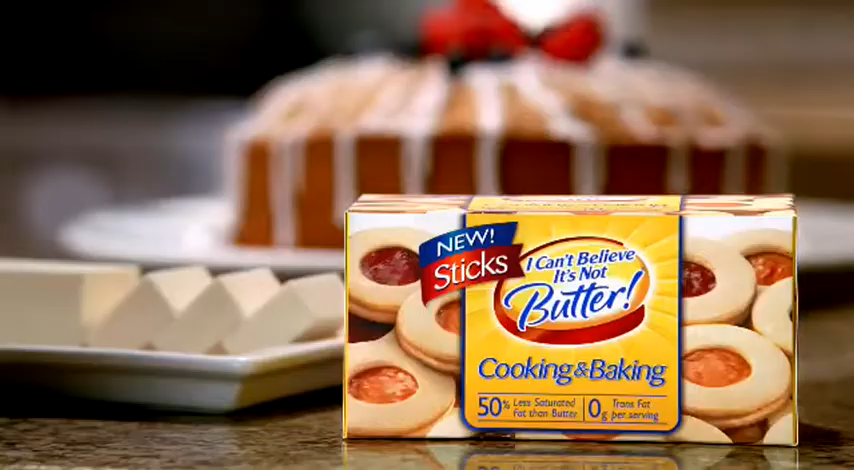 NEW!
Sticks
I Can't Believe
It's Not
Butter!
Cooking & Baking
50% Less Saturated
Fat than Butter
0g Trans Fat
per serving